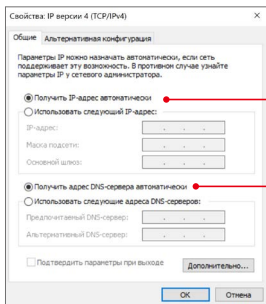 Свойства: IP версии 4 (TCP/IPv4)
Общие Альтернативная конфигурация
Параметры IP можно назначать автоматически, если сеть
поддерживает эту возможность. В противном случае узнайте
параметры IP у сетевого администратора.
Получить IP-адрес автоматически
Использовать следующий IP-адрес:
IP-адрес:
Маска подсети:
Основной шлюз:
Получить адрес DNS-сервера автоматически
Использовать следующие адреса DNS-серверов:
Предпочитаемый DNS-сервер:
Альтернативный DNS-сервер:
Подтвердить параметры при выходе
Дополнительно...
ОК Отмена